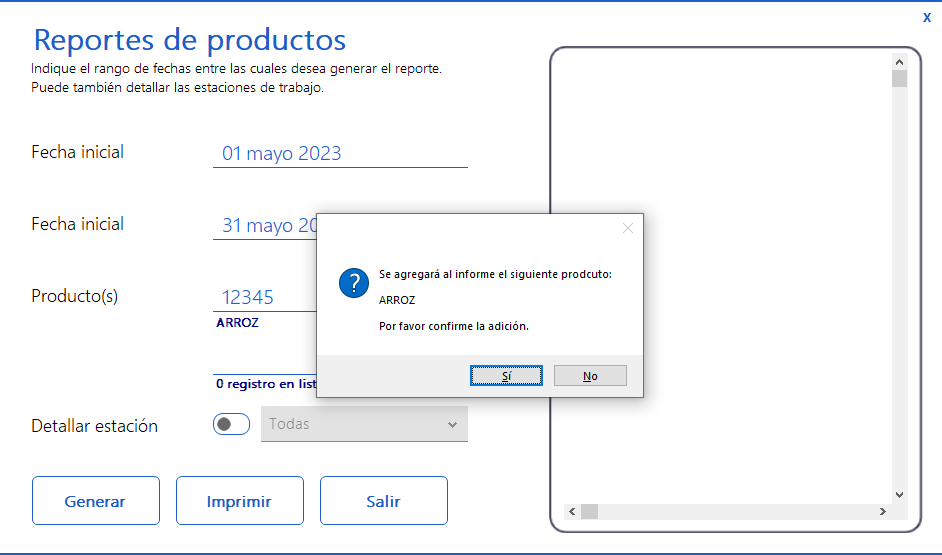 x
Reportes de productos
Indique el rango de fechas entre las cuales desea generar el reporte.
Puede también detallar las estaciones de trabajo.
Fecha inicial
01 mayo 2023
Fecha inicial
31 mayo 20
Producto(s)
12345
ARROZ
0 registro en list
?
Se agregará al informe el siguiente prodcuto:
ARROZ
Por favor confirme la adición.
Sí
No
Detallar estación
Todas
Generar
Imprimir
Salir